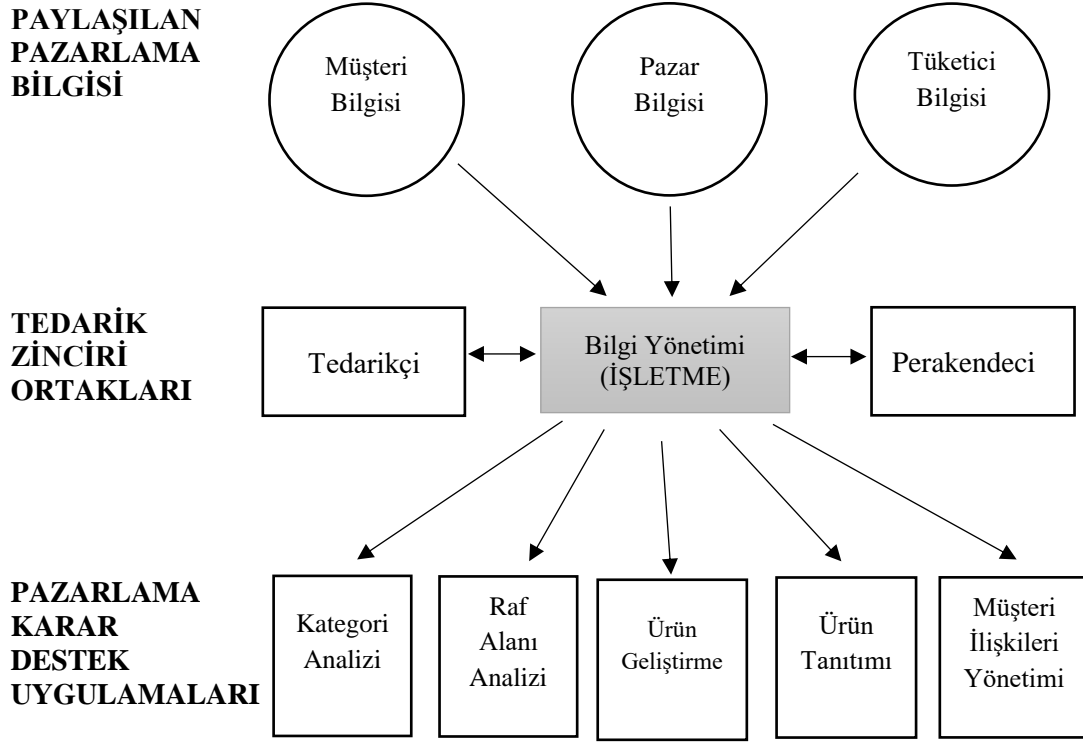 PAYLAŞILAN
PAZARLAMA
BİLGİSİ
Müşteri
Bilgisi
Pazar
Bilgisi
Tüketici
Bilgisi
TEDARİK
ZİNCİRİ
ORTAKLARI
Tedarikçi
Bilgi Yönetimi
(İŞLETME)
Perakendeci
PAZARLAMA
KARAR
DESTEK
UYGULAMALARI
Kategori
Analizi
Raf
Alanı
Analizi
Ürün
Geliştirme
Ürün
Tanıtımı
Müşteri
İlişkileri
Yönetimi